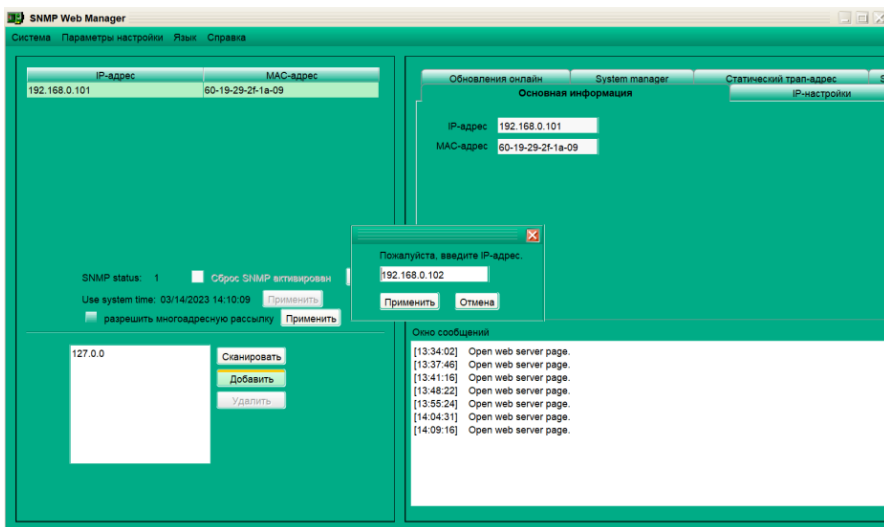 SNMP Web Manager
Система Параметры настройки Язык Справка
IP-адрес MAC-адрес
192.168.0.101 60-19-29-2f-1a-09
Обновления онлайн System manager Статический трап-адрес
Основная информация IP-настройки
IP-адрес 192.168.0.101
MAC-адрес 60-19-29-2f-1a-09
Пожалуйста, введите IP-адрес.
192.168.0.102
Применить Отмена
SNMP status: 1 Сброс SNMP активирован
Use system time: 03/14/2023 14:10:09 Применить
разрешить многоадресную рассылку Применить
127.0.0
Сканировать
Добавить
Удалить
Окно сообщений
[13:34:02] Open web server page.
[13:37:46] Open web server page.
[13:41:16] Open web server page.
[13:48:22] Open web server page.
[13:55:24] Open web server page.
[14:04:31] Open web server page.
[14:09:16] Open web server page.